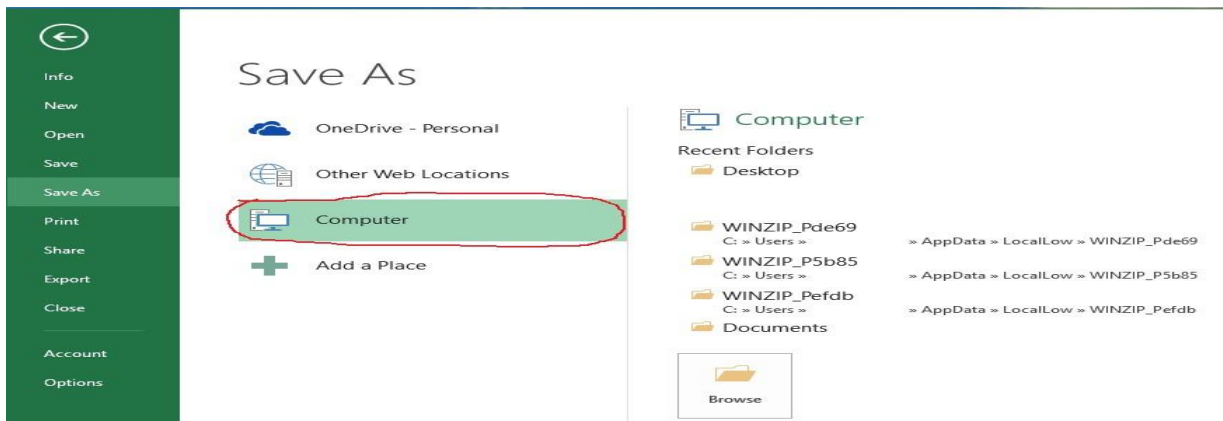 Info
New
Open
Save
Save As
Print
Share
Export
Close
Account
Options
Save As
OneDrive - Personal
Other Web Locations
Computer
Add a Place
Computer
Recent Folders
Desktop
WINZIP_Pde69
C: » Users » » AppData » LocalLow » WINZIP_Pde69
WINZIP_P5b85
C: » Users » » AppData » LocalLow » WINZIP_P5b85
WINZIP_Pefdb
C: » Users » » AppData » LocalLow » WINZIP_Pefdb
Documents
Browse